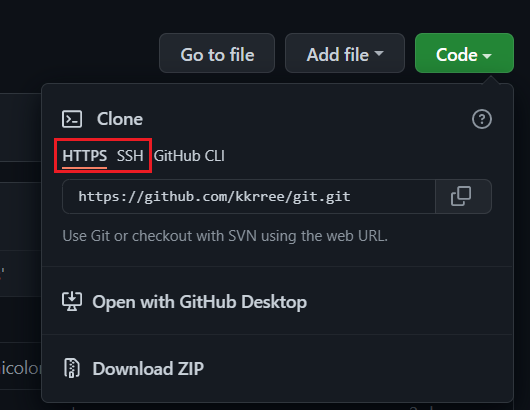 Go to file Add file Code
Clone
HTTPS SSH GitHub CLI
https://github.com/kkrree/git.git
Use Git or checkout with SVN using the web URL.
Open with GitHub Desktop
Download ZIP